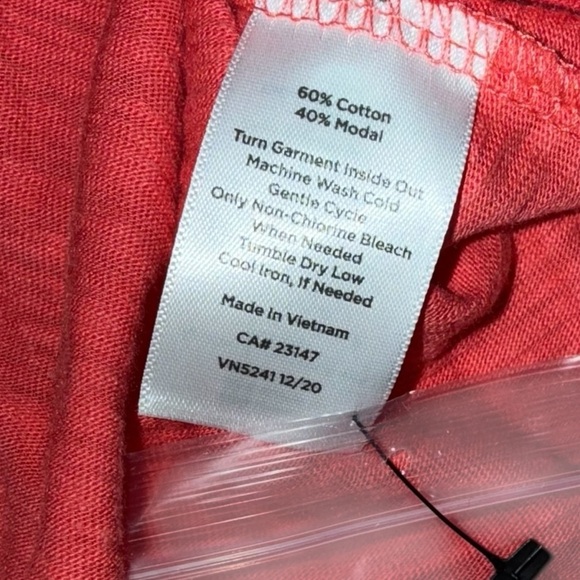 60% Cotton
40% Modal
Turn Garment Inside Out
Machine Wash Cold
Gentle Cycle
Only Non-Chlorine Bleach
When Needed
Tumble Dry Low
Cool Iron, If Needed
Made in Vietnam
CA# 23147
VN5241 12/20